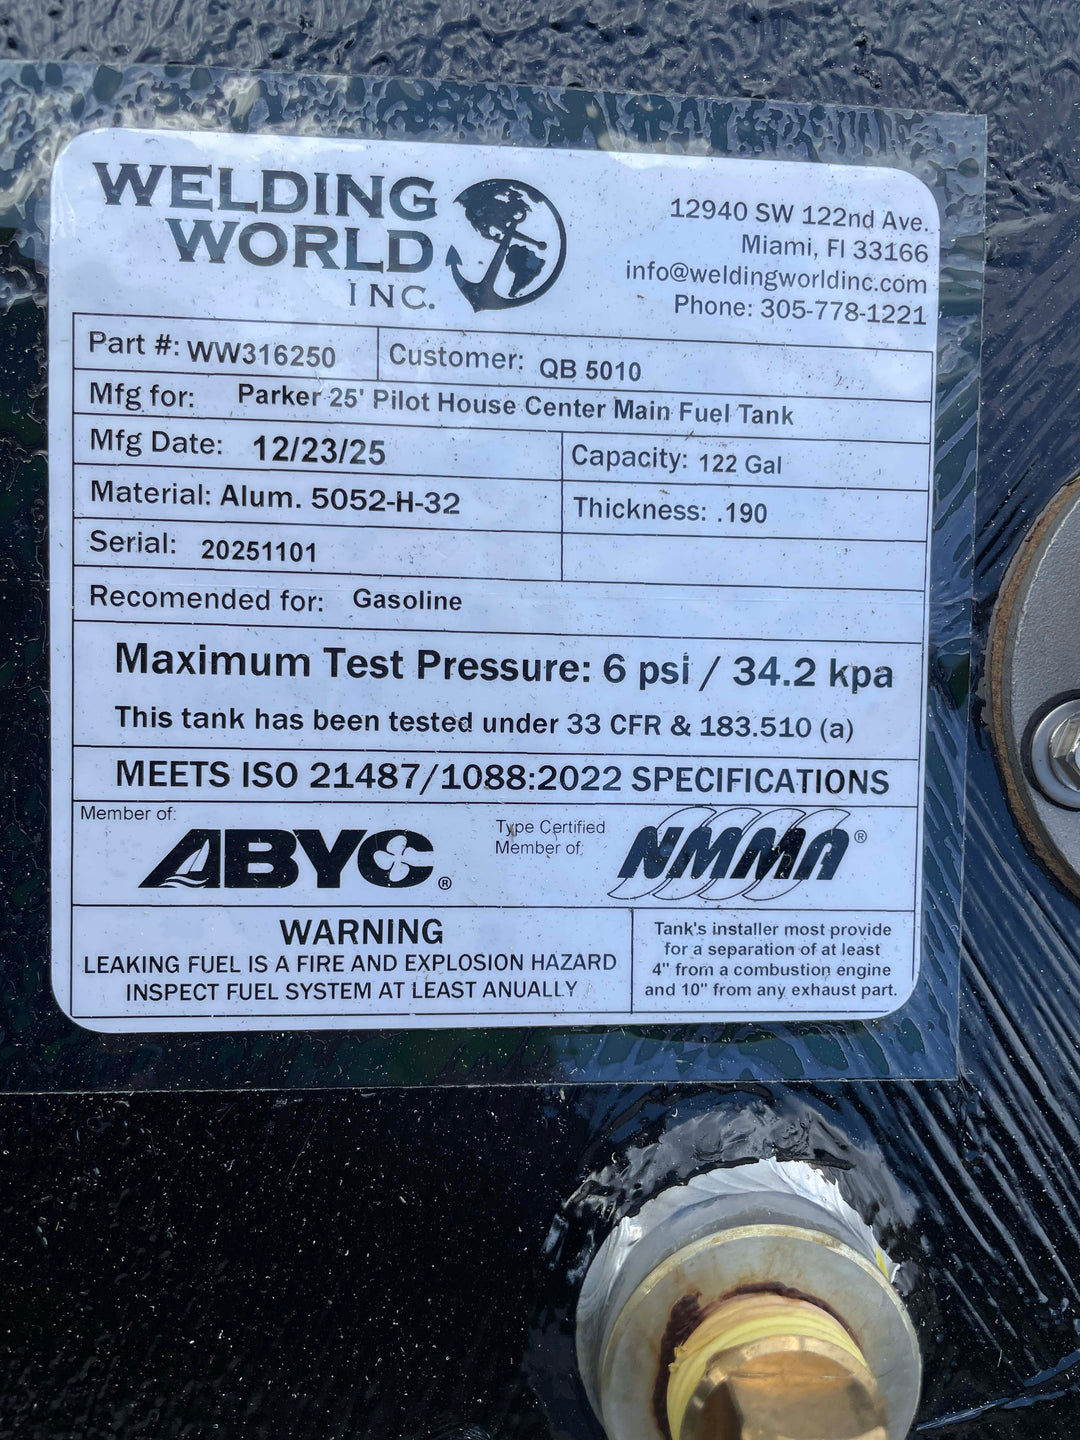 WELDING
WORLD
INC.
12940 SW 122nd Ave.
Miami, Fl 33166
info@weldingworldinc.com
Phone: 305-778-1221
Part #: WW316250
Customer: QB 5010
Mfg for: Parker 25' Pilot House Center Main Fuel Tank
Mfg Date: 12/23/25
Capacity: 122 Gal
Material: Alum. 5052-H-32
Thickness: .190
Serial: 20251101
Recomended for: Gasoline
Maximum Test Pressure: 6 psi / 34.2 kpa
This tank has been tested under 33 CFR & 183.510 (a)
MEETS ISO 21487/1088:2022 SPECIFICATIONS
Member of:
ABYC®
Type Certified
Member of:
NMMA®
WARNING
LEAKING FUEL IS A FIRE AND EXPLOSION HAZARD
INSPECT FUEL SYSTEM AT LEAST ANUALLY
Tank's installer most provide
for a separation of at least
4" from a combustion engine
and 10" from any exhaust part.